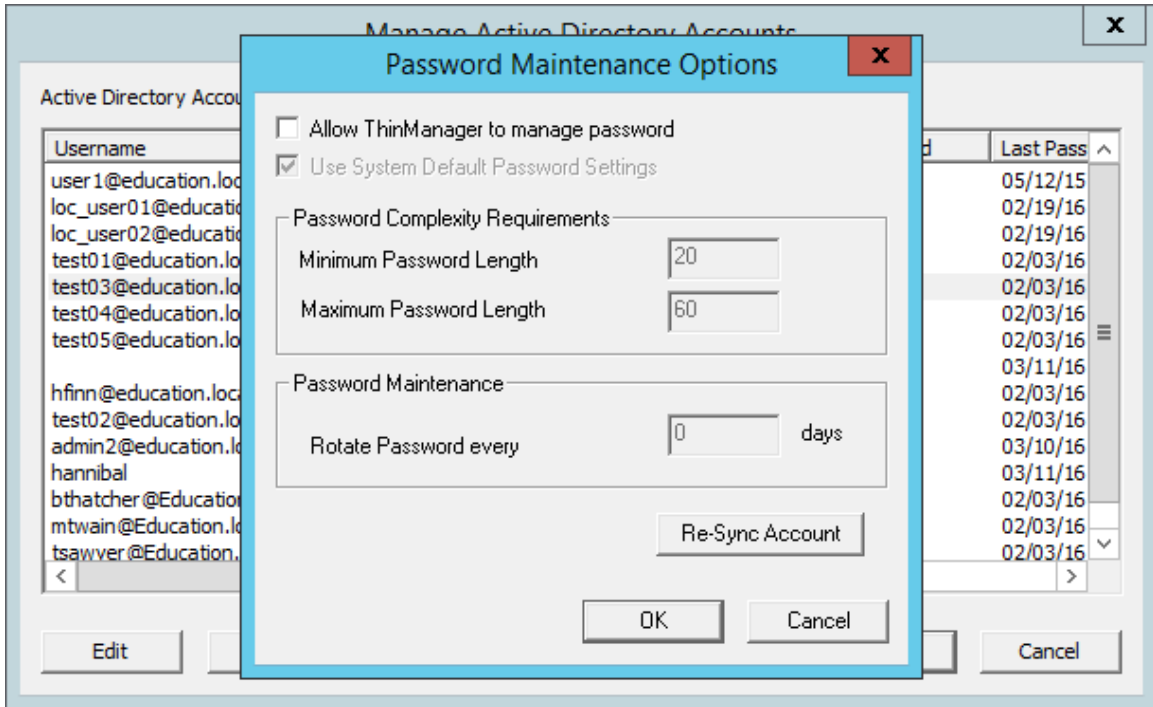 Manage Active Directory Accounts
x
Password Maintenance Options
x
Active Directory Accou
Allow ThinManager to manage password
Use System Default Password Settings
Username
d
Last Pass
user1@education.loc
05/12/15
loc_user01@educatio
02/19/16
loc_user02@educatio
02/19/16
test01@education.lo
02/03/16
test03@education.lo
02/03/16
test04@education.lo
02/03/16
test05@education.lo
02/03/16
03/11/16
hfinn@education.loca
02/03/16
test02@education.lo
02/03/16
admin2@education.lo
03/10/16
hannibal
03/11/16
bthatcher@Education
02/03/16
mtwain@Education.lo
02/03/16
tsawyer@Education.
02/03/16
Password Complexity Requirements
Minimum Password Length
20
Maximum Password Length
60
Password Maintenance
Rotate Password every
0
days
Re-Sync Account
OK
Cancel
Edit
Cancel